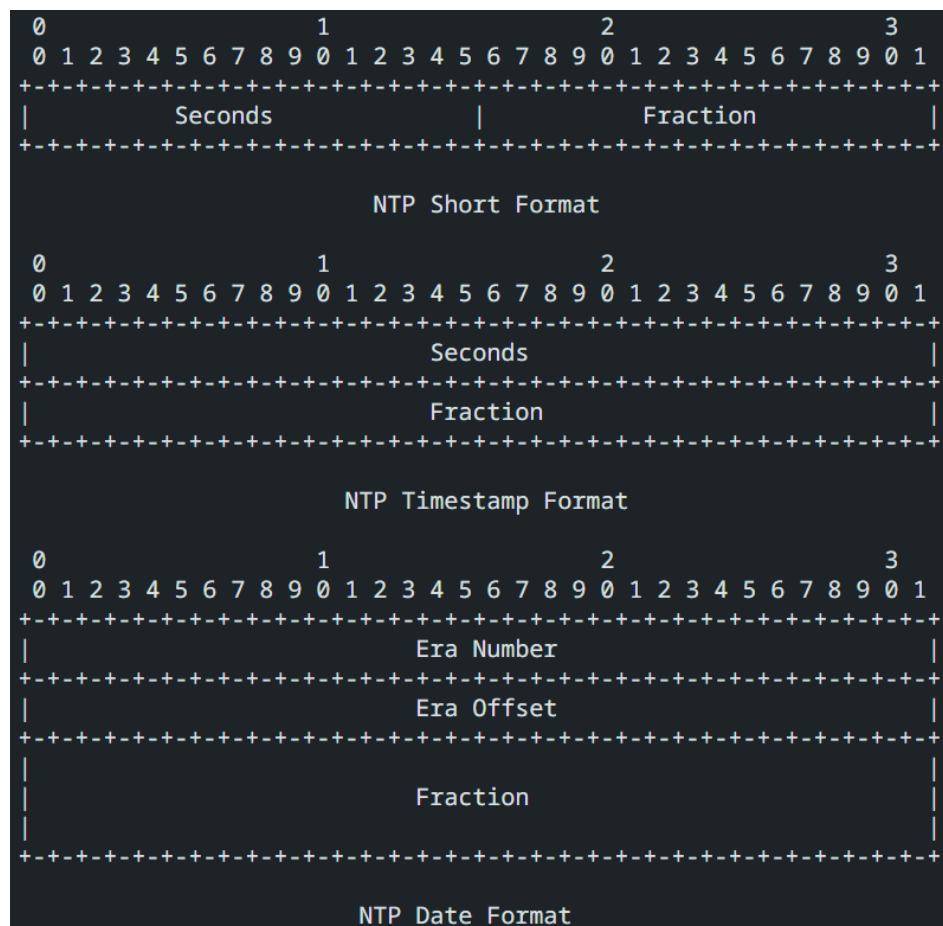 0                   1                   2                   3
 0 1 2 3 4 5 6 7 8 9 0 1 2 3 4 5 6 7 8 9 0 1 2 3 4 5 6 7 8 9 0 1
+-+-+-+-+-+-+-+-+-+-+-+-+-+-+-+-+-+-+-+-+-+-+-+-+-+-+-+-+-+-+-+-+
|          Seconds              |           Fraction            |
+-+-+-+-+-+-+-+-+-+-+-+-+-+-+-+-+-+-+-+-+-+-+-+-+-+-+-+-+-+-+-+-+
                         NTP Short Format
 0                   1                   2                   3
 0 1 2 3 4 5 6 7 8 9 0 1 2 3 4 5 6 7 8 9 0 1 2 3 4 5 6 7 8 9 0 1
+-+-+-+-+-+-+-+-+-+-+-+-+-+-+-+-+-+-+-+-+-+-+-+-+-+-+-+-+-+-+-+-+
|                            Seconds                            |
+-+-+-+-+-+-+-+-+-+-+-+-+-+-+-+-+-+-+-+-+-+-+-+-+-+-+-+-+-+-+-+-+
|                            Fraction                           |
+-+-+-+-+-+-+-+-+-+-+-+-+-+-+-+-+-+-+-+-+-+-+-+-+-+-+-+-+-+-+-+-+
                       NTP Timestamp Format
 0                   1                   2                   3
 0 1 2 3 4 5 6 7 8 9 0 1 2 3 4 5 6 7 8 9 0 1 2 3 4 5 6 7 8 9 0 1
+-+-+-+-+-+-+-+-+-+-+-+-+-+-+-+-+-+-+-+-+-+-+-+-+-+-+-+-+-+-+-+-+
|                           Era Number                          |
+-+-+-+-+-+-+-+-+-+-+-+-+-+-+-+-+-+-+-+-+-+-+-+-+-+-+-+-+-+-+-+-+
|                           Era Offset                          |
+-+-+-+-+-+-+-+-+-+-+-+-+-+-+-+-+-+-+-+-+-+-+-+-+-+-+-+-+-+-+-+-+
|                                                               |
|                           Fraction                            |
|                                                               |
+-+-+-+-+-+-+-+-+-+-+-+-+-+-+-+-+-+-+-+-+-+-+-+-+-+-+-+-+-+-+-+-+
                        NTP Date Format